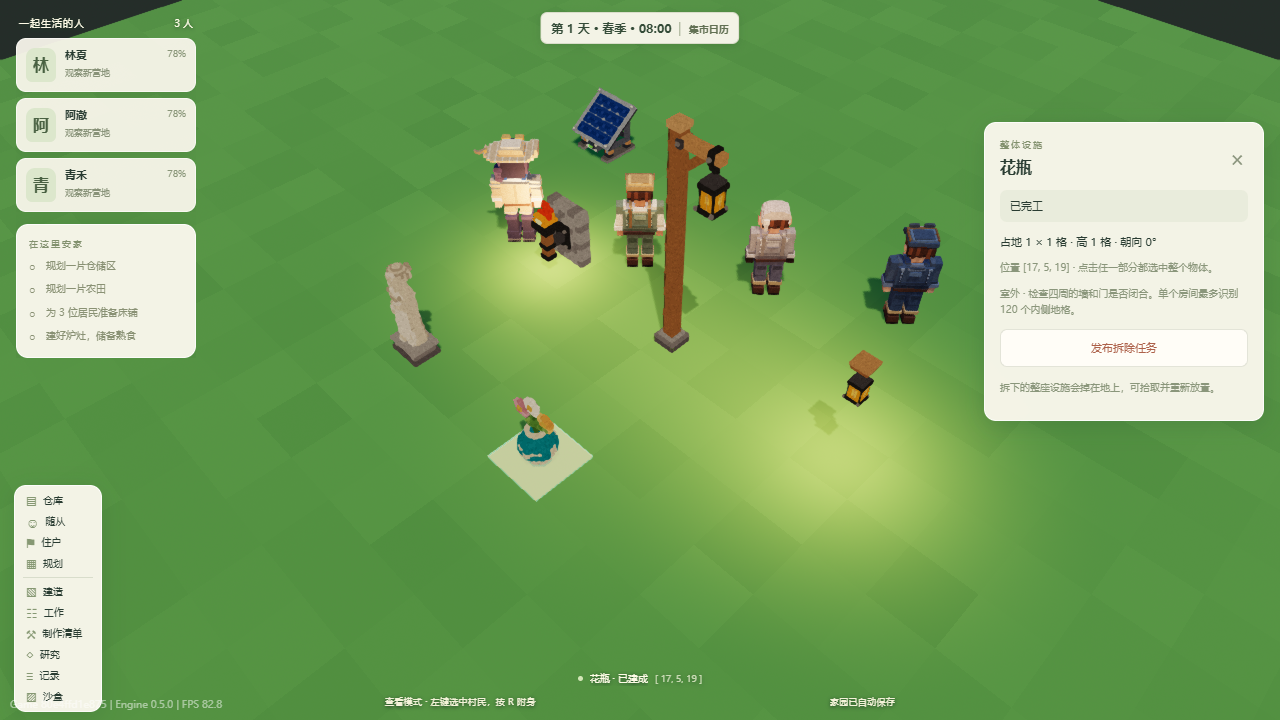 一起生活的人 3 人
第 1 天 • 春季 • 08:00 集市日历
林 林夏 78%
观察新营地
阿 阿澈 78%
观察新营地
青 青禾 78%
观察新营地
在这里安家
规划一片仓储区
规划一片农田
为 3 位居民准备床铺
建好炉灶，储备熟食
整体设施
花瓶
已完工
占地 1 × 1 格 · 高 1 格 · 朝向 0°
位置 [17, 5, 19] · 点击任一部分都选中整个物体。
室外 · 检查四周的墙和门是否闭合。单个房间最多识别
120 个内侧地格。
发布拆除任务
拆下的整座设施会掉在地上，可拾取并重新放置。
仓库
随从
住户
规划
建造
工作
制作清单
研究
记录
沙盒
| Engine 0.5.0 | FPS 82.8
花瓶 · 已建成 [ 17, 5, 19 ]
查看模式 · 左键选中村民，按 R 附身
家园已自动保存